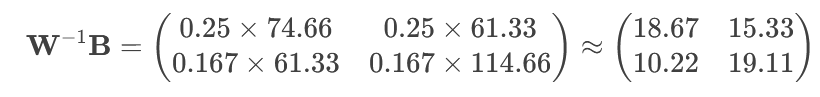 W⁻¹B = (0.25 × 74.66 0.25 × 61.33
0.167 × 61.33 0.167 × 114.66) ≈ (18.67 15.33
10.22 19.11)